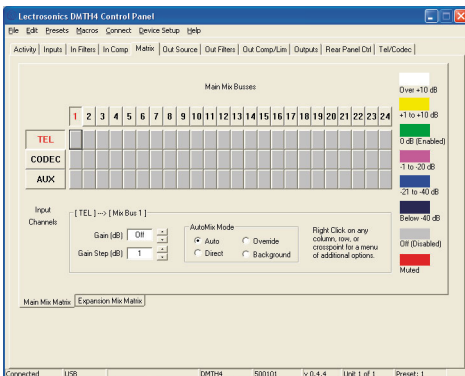 Lectrosonics DMTH4 Control Panel
File Edit Presets Macros Connect Device Setup Help
Activity Inputs In Filters In Comp Matrix Out Source Out Filters Out Comp/Lim Outputs Rear Panel Ctrl Tel/Codec
Main Mix Busses
1 2 3 4 5 6 7 8 9 10 11 12 13 14 15 16 17 18 19 20 21 22 23 24
TEL
CODEC
AUX
Input
Channels
[ TEL ] --> [ Mix Bus 1 ]
Gain (dB) Off
Gain Step (dB) 1
AutoMix Mode
Auto Override
Direct Background
Right Click on any
column, row, or
crosspoint for a menu
of additional options.
Over +10 dB
+1 to +10 dB
0 dB (Enabled)
-1 to -20 dB
-21 to -40 dB
Below -40 dB
Off (Disabled)
Muted
Main Mix Matrix Expansion Mix Matrix
Connected USB DMTH4 500101 v 0.4.4 Unit 1 of 1 Preset: 1